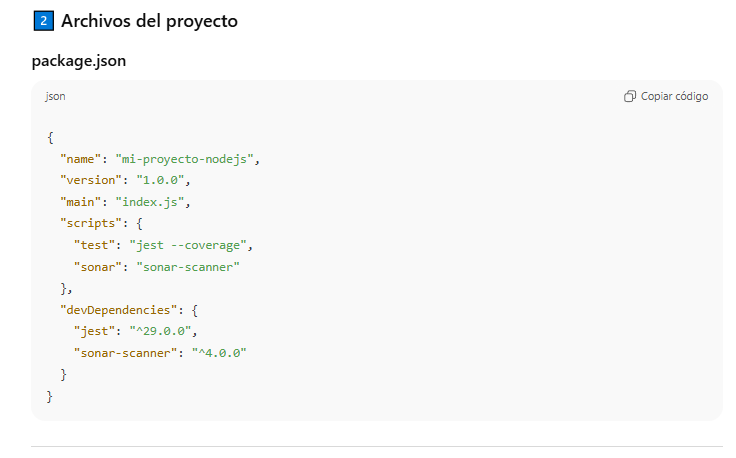 2 Archivos del proyecto
package.json
json Copiar código
{
  "name": "mi-proyecto-nodejs",
  "version": "1.0.0",
  "main": "index.js",
  "scripts": {
    "test": "jest --coverage",
    "sonar": "sonar-scanner"
  },
  "devDependencies": {
    "jest": "^29.0.0",
    "sonar-scanner": "^4.0.0"
  }
}